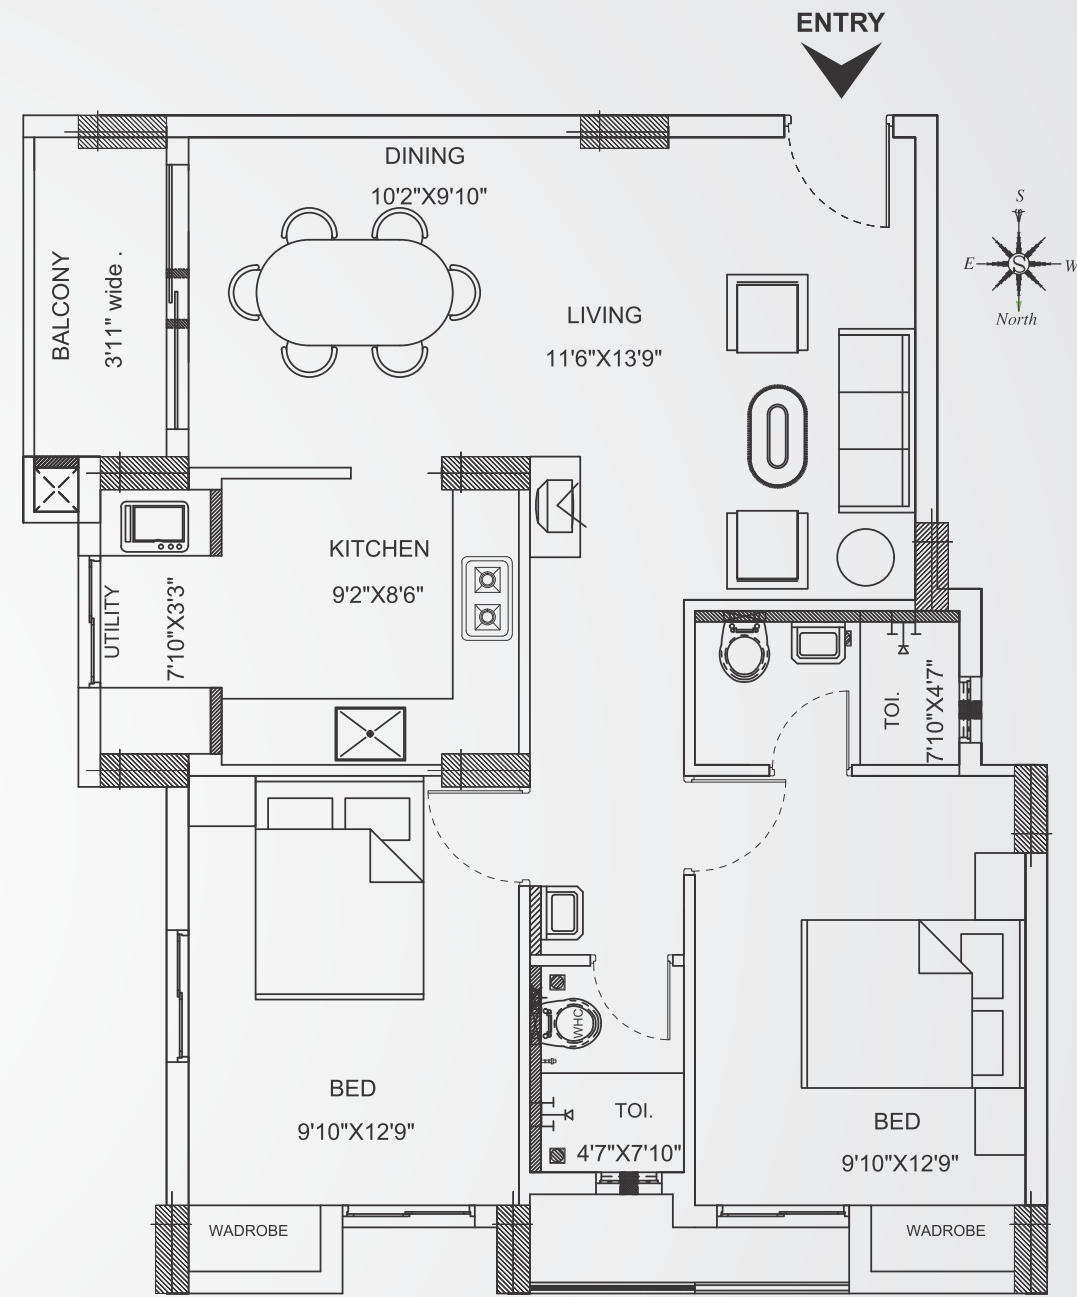 ENTRY
DINING
10'2"X9'10"
BALCONY
3'11" wide .
LIVING
11'6"X13'9"
S
E
S
W
North
KITCHEN
9'2"X8'6"
UTILITY
7'10"X3'3"
TOI.
7'10"X4'7"
WHC
BED
9'10"X12'9"
TOI.
4'7"X7'10"
BED
9'10"X12'9"
WADROBE
WADROBE